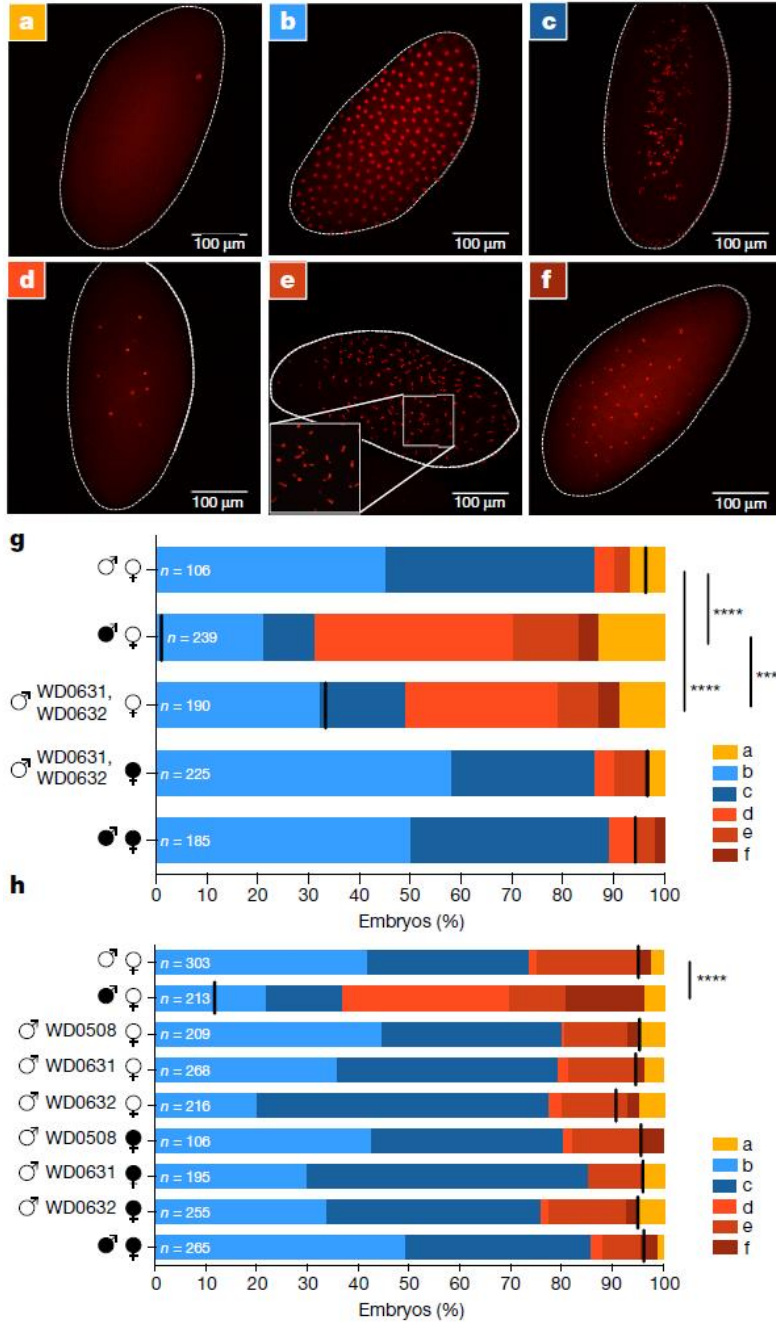 a
b
c
100 μm
100 μm
100 μm
d
e
f
100 μm
100 μm
100 μm
g
♂ ♀ n = 106
♂ ♀ n = 239
♂ WD0631, WD0632 ♀ n = 190
♂ WD0631, WD0632 ♀ n = 225
♂ ♀ n = 185
****
****
***
a
b
c
d
e
f
0 10 20 30 40 50 60 70 80 90 100
Embryos (%)
h
♂ ♀ n = 303
♂ ♀ n = 213
♂ WD0508 ♀ n = 209
♂ WD0631 ♀ n = 268
♂ WD0632 ♀ n = 216
♂ WD0508 ♀ n = 106
♂ WD0631 ♀ n = 195
♂ WD0632 ♀ n = 255
♂ ♀ n = 265
****
a
b
c
d
e
f
0 10 20 30 40 50 60 70 80 90 100
Embryos (%)